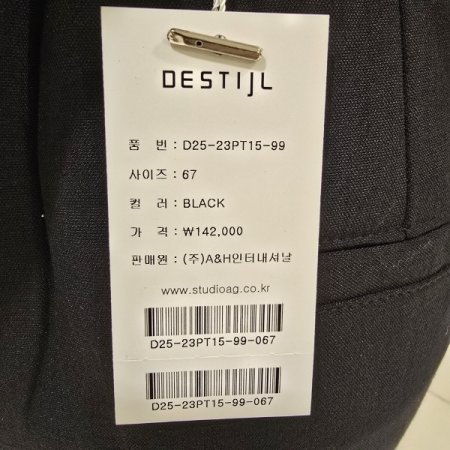 DESTIJL
품 번 : D25-23PT15-99
사이즈 : 67
컬 러 : BLACK
가 격 : ₩142,000
판매원 : (주)A&H인터내셔날
www.studioag.co.kr
D25-23PT15-99-067
D25-23PT15-99-067